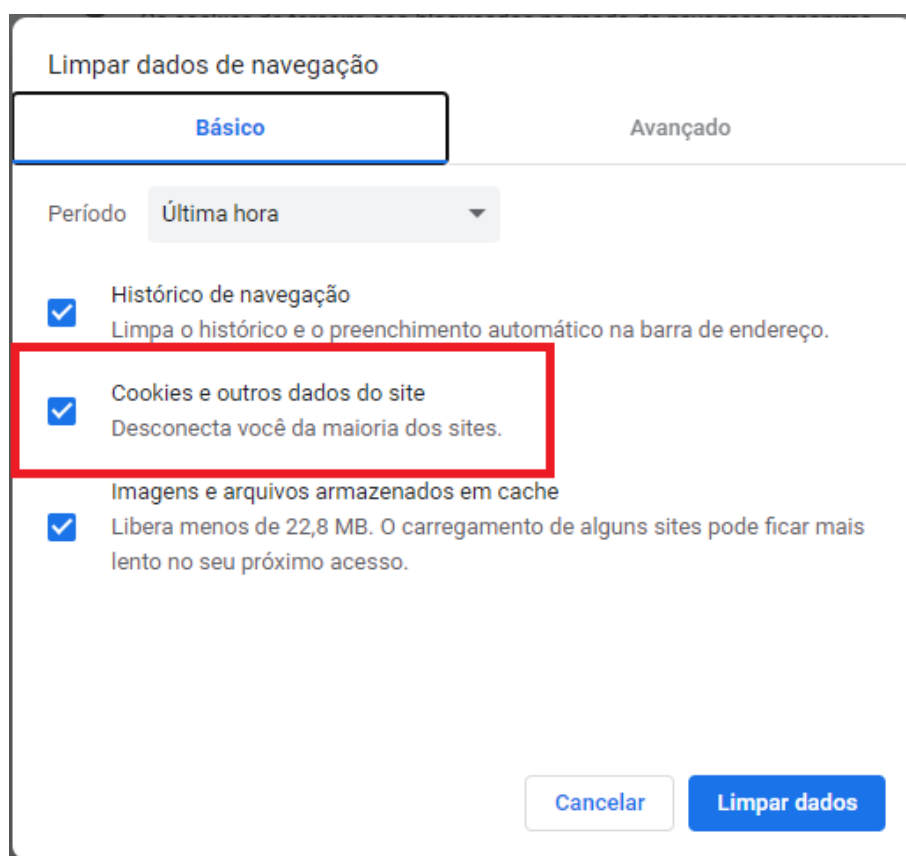 Limpar dados de navegação
Básico
Avançado
Período
Última hora
Histórico de navegação
Limpa o histórico e o preenchimento automático na barra de endereço.
Cookies e outros dados do site
Desconecta você da maioria dos sites.
Imagens e arquivos armazenados em cache
Libera menos de 22,8 MB. O carregamento de alguns sites pode ficar mais
lento no seu próximo acesso.
Cancelar
Limpar dados